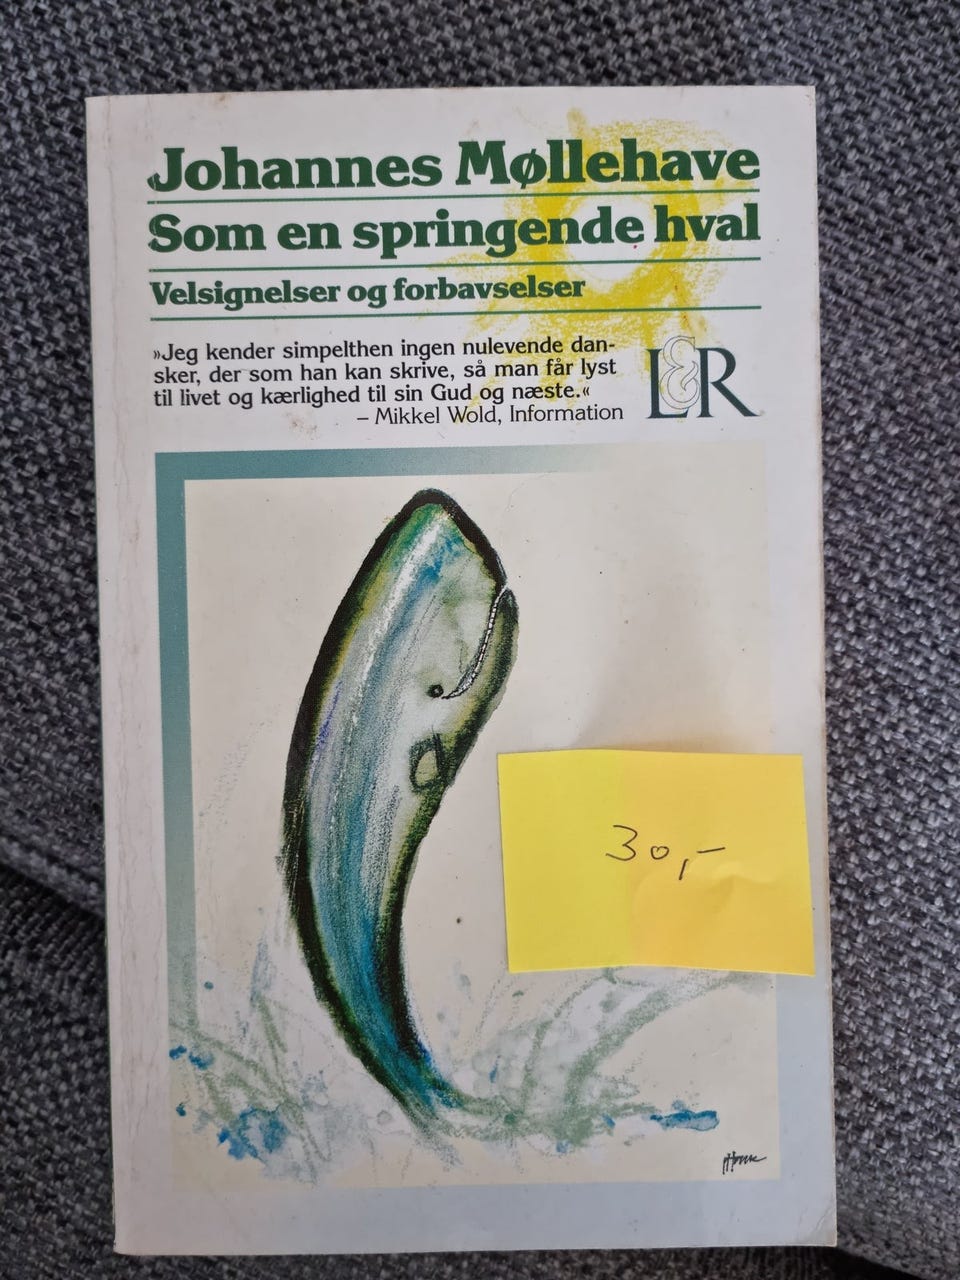 Johannes Møllehave
Som en springende hval
Velsignelser og forbavselser
»Jeg kender simpelthen ingen nulevende dan-
sker, der som han kan skrive, så man får lyst
til livet og kærlighed til sin Gud og næste.«
– Mikkel Wold, Information
L&R
30,-